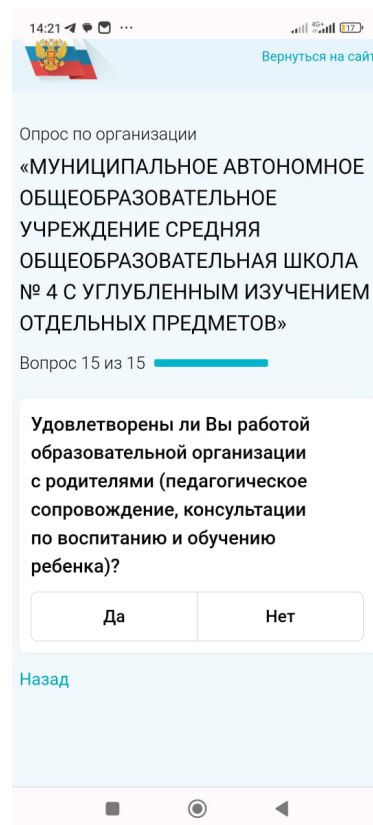 14:21
4G+
17
Вернуться на сайт
Опрос по организации
«МУНИЦИПАЛЬНОЕ АВТОНОМНОЕ
ОБЩЕОБРАЗОВАТЕЛЬНОЕ
УЧРЕЖДЕНИЕ СРЕДНЯЯ
ОБЩЕОБРАЗОВАТЕЛЬНАЯ ШКОЛА
№ 4 С УГЛУБЛЕННЫМ ИЗУЧЕНИЕМ
ОТДЕЛЬНЫХ ПРЕДМЕТОВ»
Вопрос 15 из 15
Удовлетворены ли Вы работой
образовательной организации
с родителями (педагогическое
сопровождение, консультации
по воспитанию и обучению
ребенка)?
Да
Нет
Назад